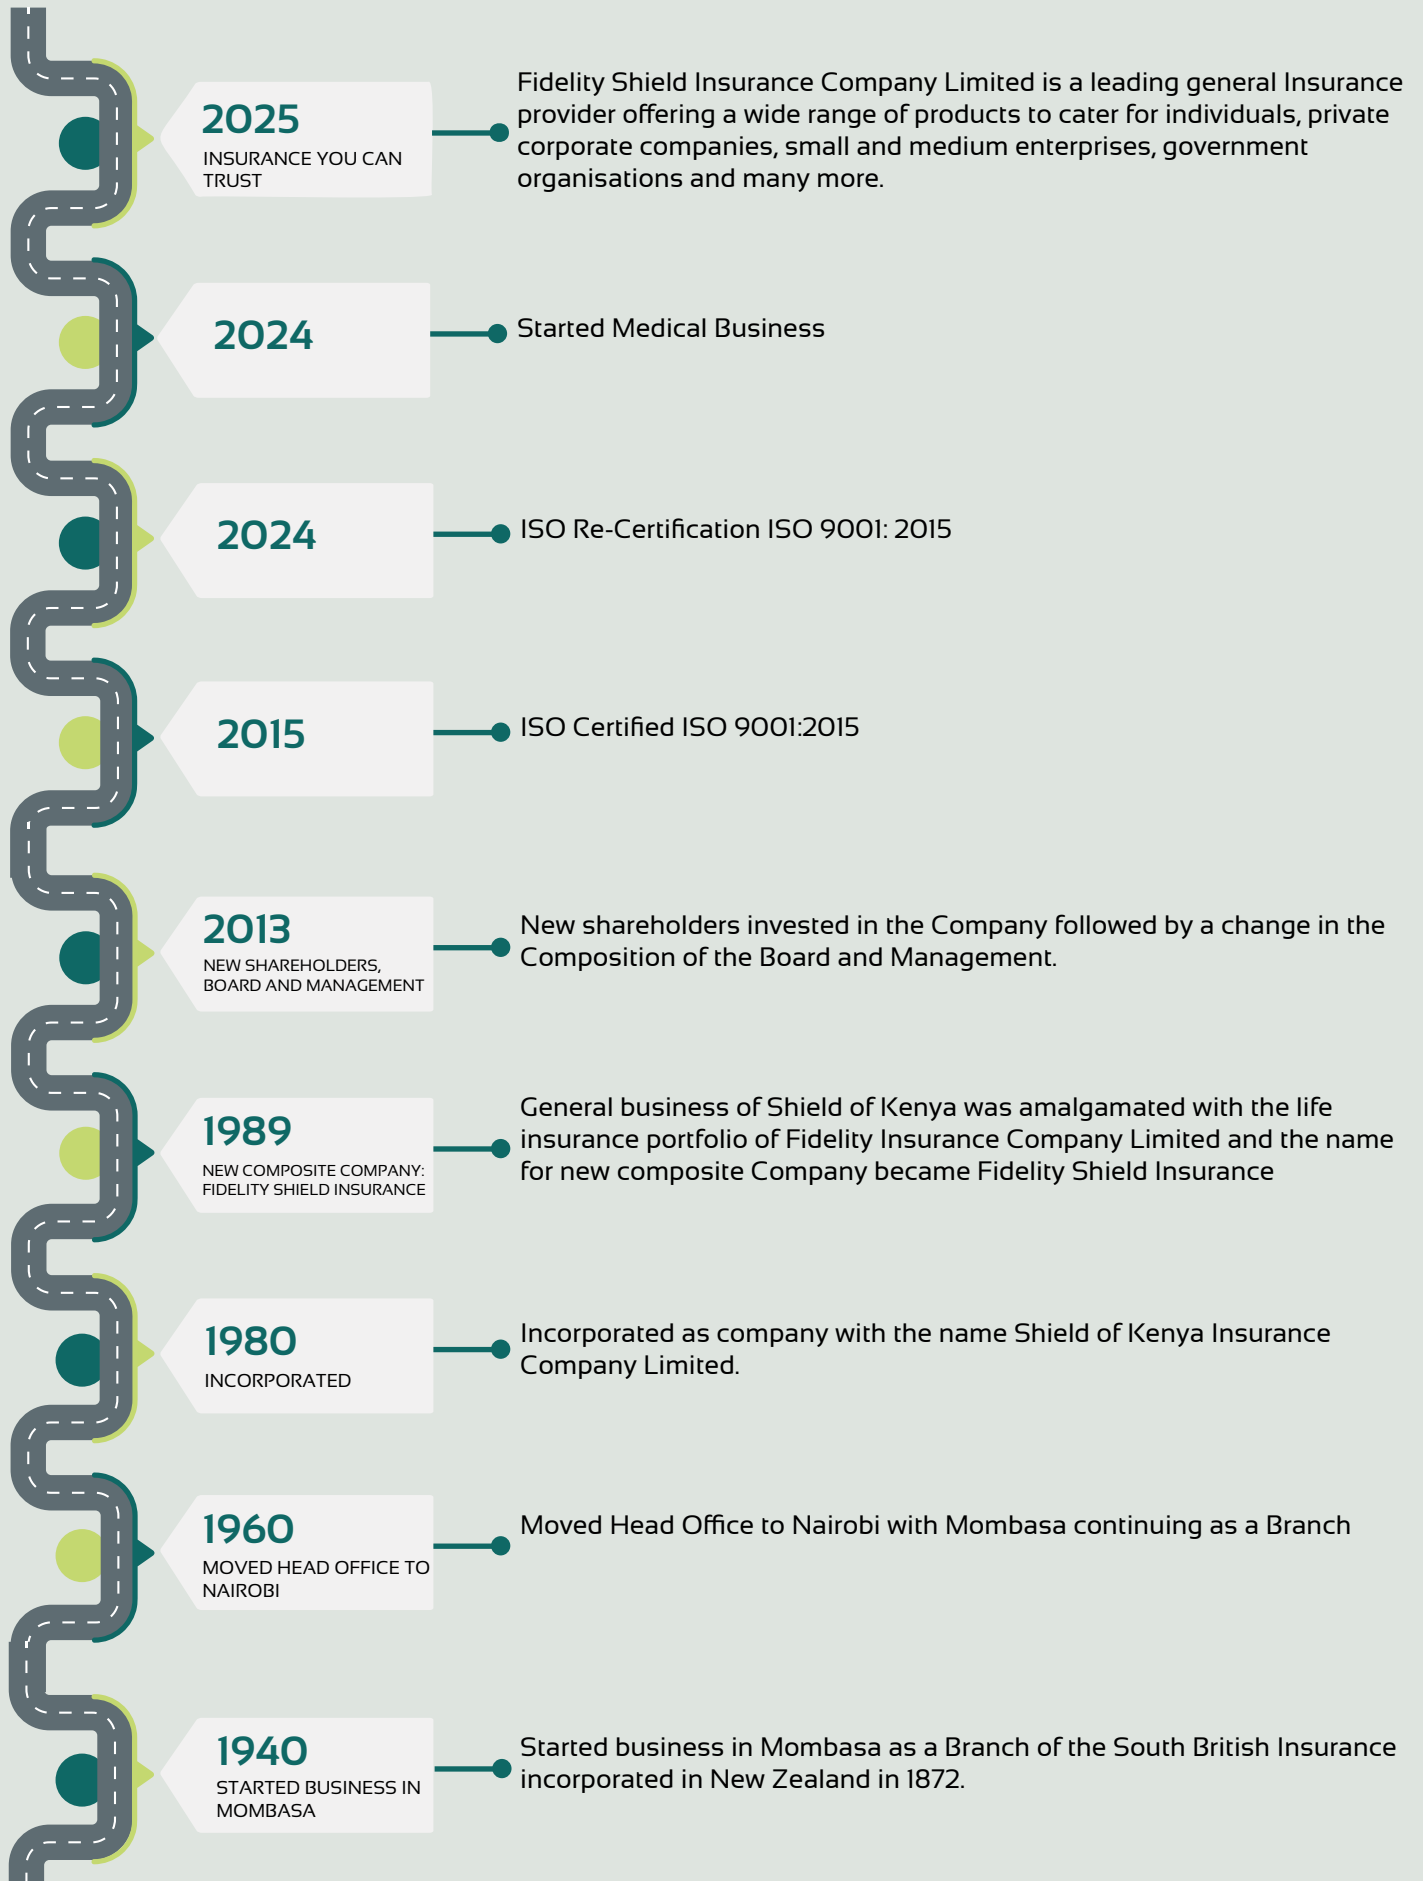 2025
INSURANCE YOU CAN
TRUST
Fidelity Shield Insurance Company Limited is a leading general Insurance
provider offering a wide range of products to cater for individuals, private
corporate companies, small and medium enterprises, government
organisations and many more.
2024
Started Medical Business
2024
ISO Re-Certification ISO 9001: 2015
2015
ISO Certified ISO 9001:2015
2013
NEW SHAREHOLDERS,
BOARD AND MANAGEMENT
New shareholders invested in the Company followed by a change in the
Composition of the Board and Management.
1989
NEW COMPOSITE COMPANY:
FIDELITY SHIELD INSURANCE
General business of Shield of Kenya was amalgamated with the life
insurance portfolio of Fidelity Insurance Company Limited and the name
for new composite Company became Fidelity Shield Insurance
1980
INCORPORATED
Incorporated as company with the name Shield of Kenya Insurance
Company Limited.
1960
MOVED HEAD OFFICE TO
NAIROBI
Moved Head Office to Nairobi with Mombasa continuing as a Branch
1940
STARTED BUSINESS IN
MOMBASA
Started business in Mombasa as a Branch of the South British Insurance
incorporated in New Zealand in 1872.